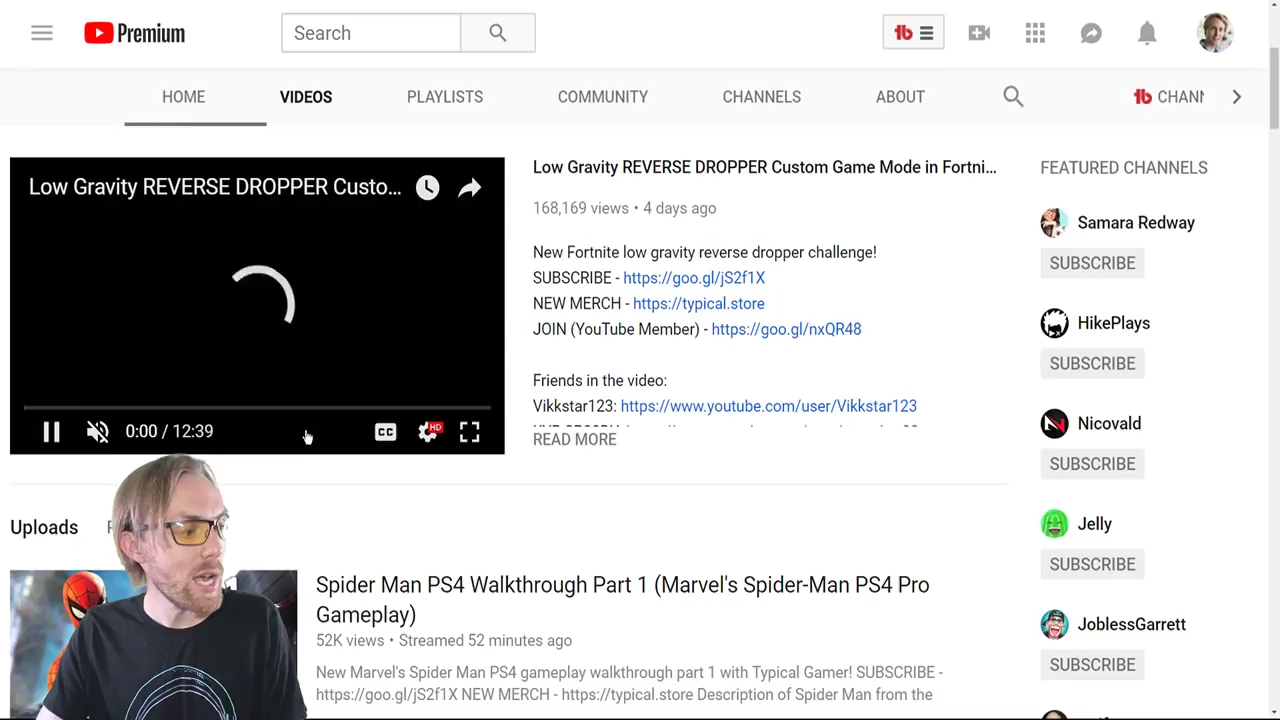 Premium
Search
tb
HOME
VIDEOS
PLAYLISTS
COMMUNITY
CHANNELS
ABOUT
tb CHANN
Low Gravity REVERSE DROPPER Custo...
0:00 / 12:39
CC
HD
Low Gravity REVERSE DROPPER Custom Game Mode in Fortni...
168,169 views • 4 days ago
New Fortnite low gravity reverse dropper challenge!
SUBSCRIBE - https://goo.gl/jS2f1X
NEW MERCH - https://typical.store
JOIN (YouTube Member) - https://goo.gl/nxQR48
Friends in the video:
Vikkstar123: https://www.youtube.com/user/Vikkstar123
READ MORE
FEATURED CHANNELS
Samara Redway
SUBSCRIBE
HikePlays
SUBSCRIBE
Nicovald
SUBSCRIBE
Jelly
SUBSCRIBE
JoblessGarrett
SUBSCRIBE
Uploads
Spider Man PS4 Walkthrough Part 1 (Marvel's Spider-Man PS4 Pro
Gameplay)
52K views • Streamed 52 minutes ago
New Marvel's Spider Man PS4 gameplay walkthrough part 1 with Typical Gamer! SUBSCRIBE -
https://goo.gl/jS2f1X NEW MERCH - https://typical.store Description of Spider Man from the